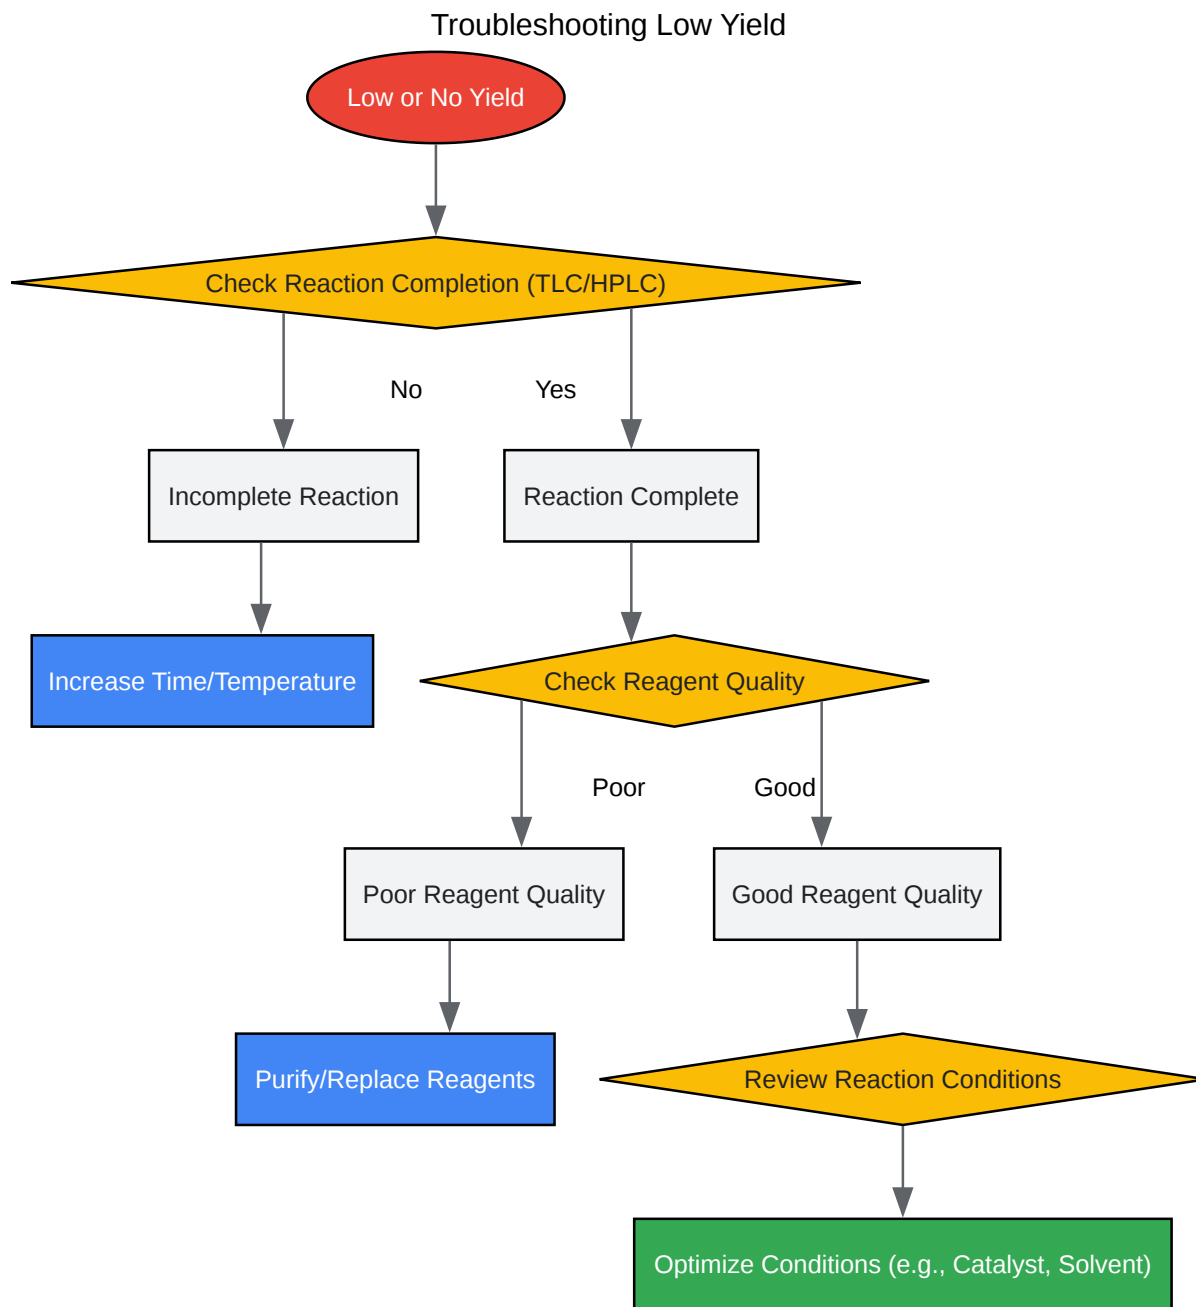 Troubleshooting Low Yield
Low or No Yield
Check Reaction Completion (TLC/HPLC)
No
Yes
Incomplete Reaction
Reaction Complete
Increase Time/Temperature
Check Reagent Quality
Poor
Good
Poor Reagent Quality
Good Reagent Quality
Purify/Replace Reagents
Review Reaction Conditions
Optimize Conditions (e.g., Catalyst, Solvent)